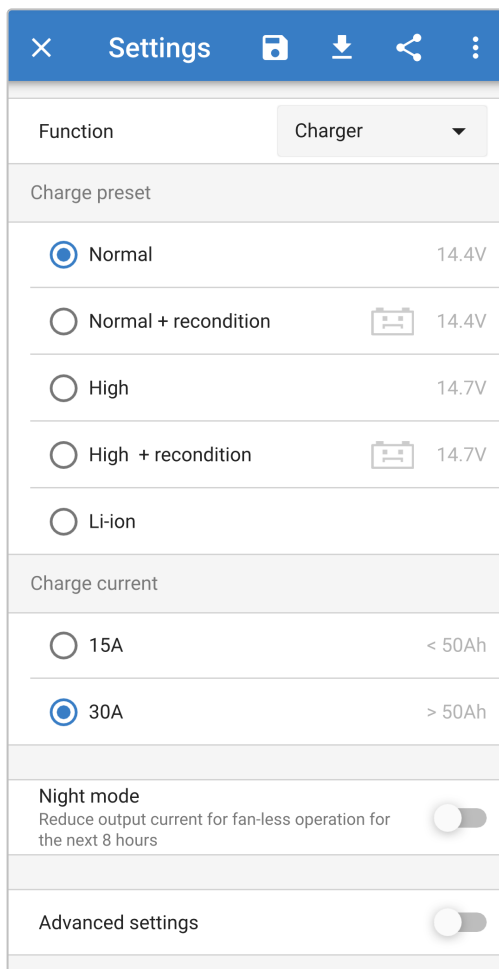 Settings
Function Charger
Charge preset
Normal 14.4V
Normal + recondition 14.4V
High 14.7V
High + recondition 14.7V
Li-ion
Charge current
15A < 50Ah
30A > 50Ah
Night mode
Reduce output current for fan-less operation for
the next 8 hours
Advanced settings